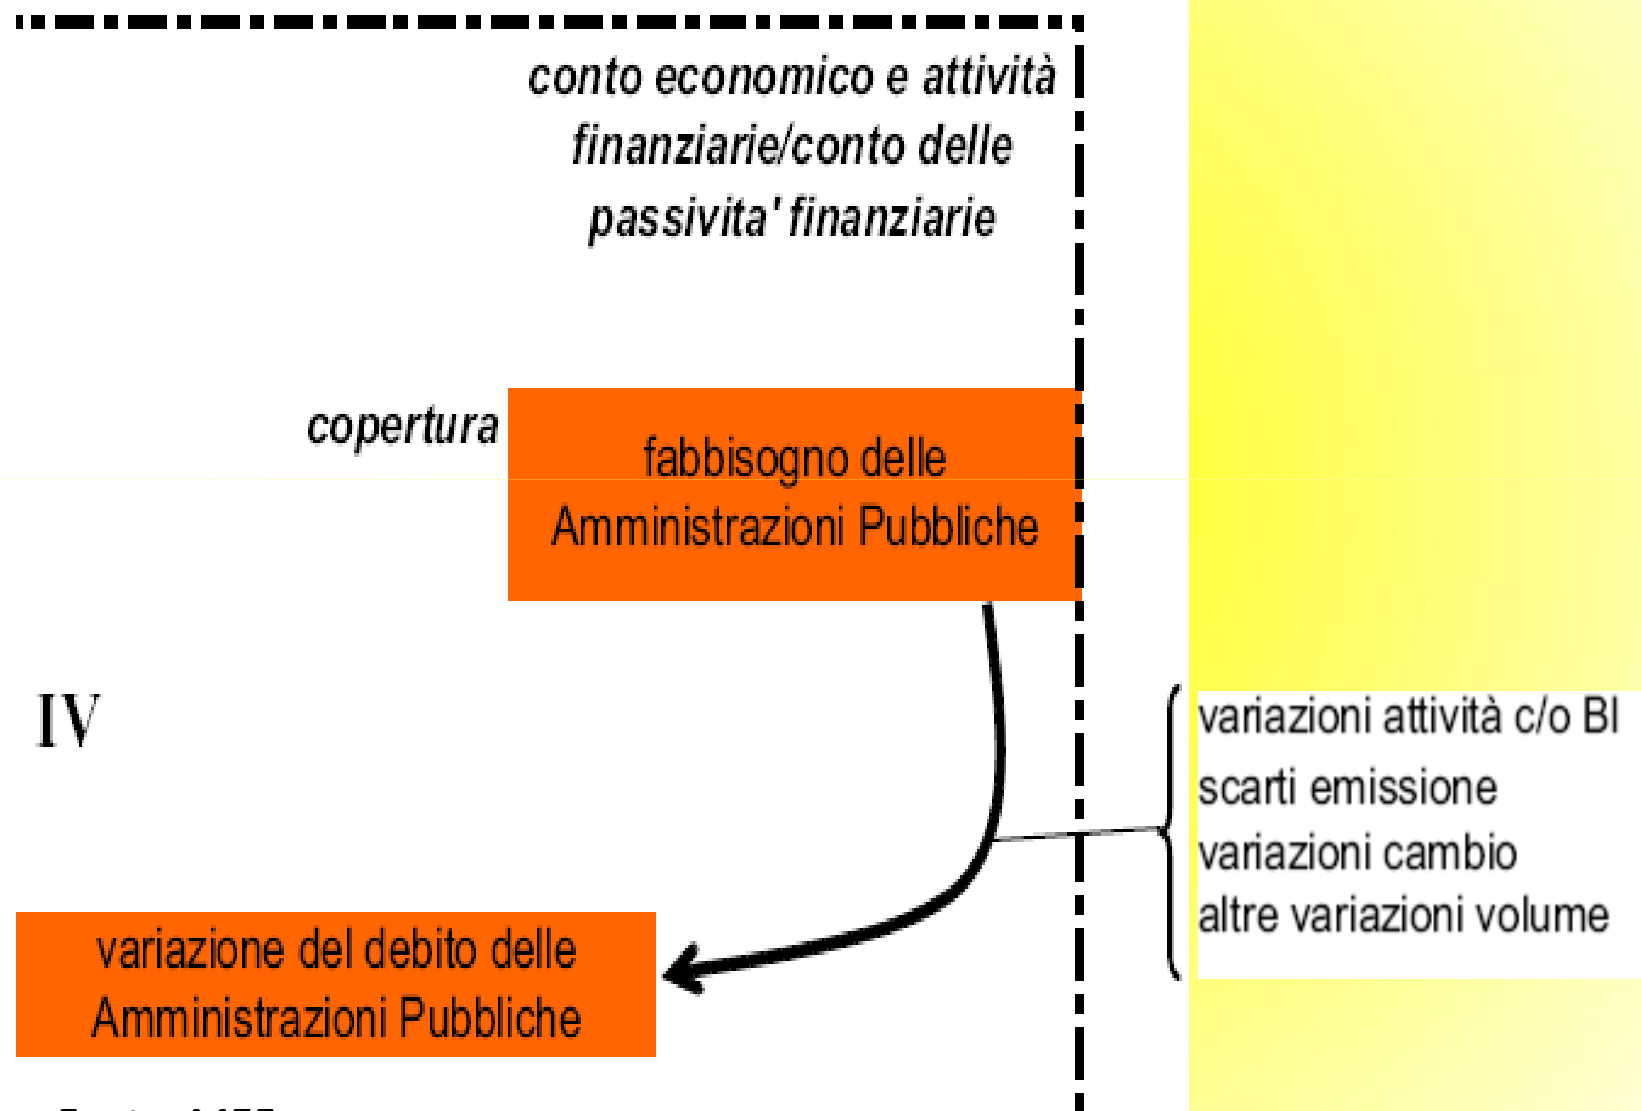 conto economico e attività
finanziarie/conto delle
passivita' finanziarie
copertura
fabbisogno delle
Amministrazioni Pubbliche
IV
variazioni attività c/o BI
scarti emissione
variazioni cambio
altre variazioni volume
variazione del debito delle
Amministrazioni Pubbliche